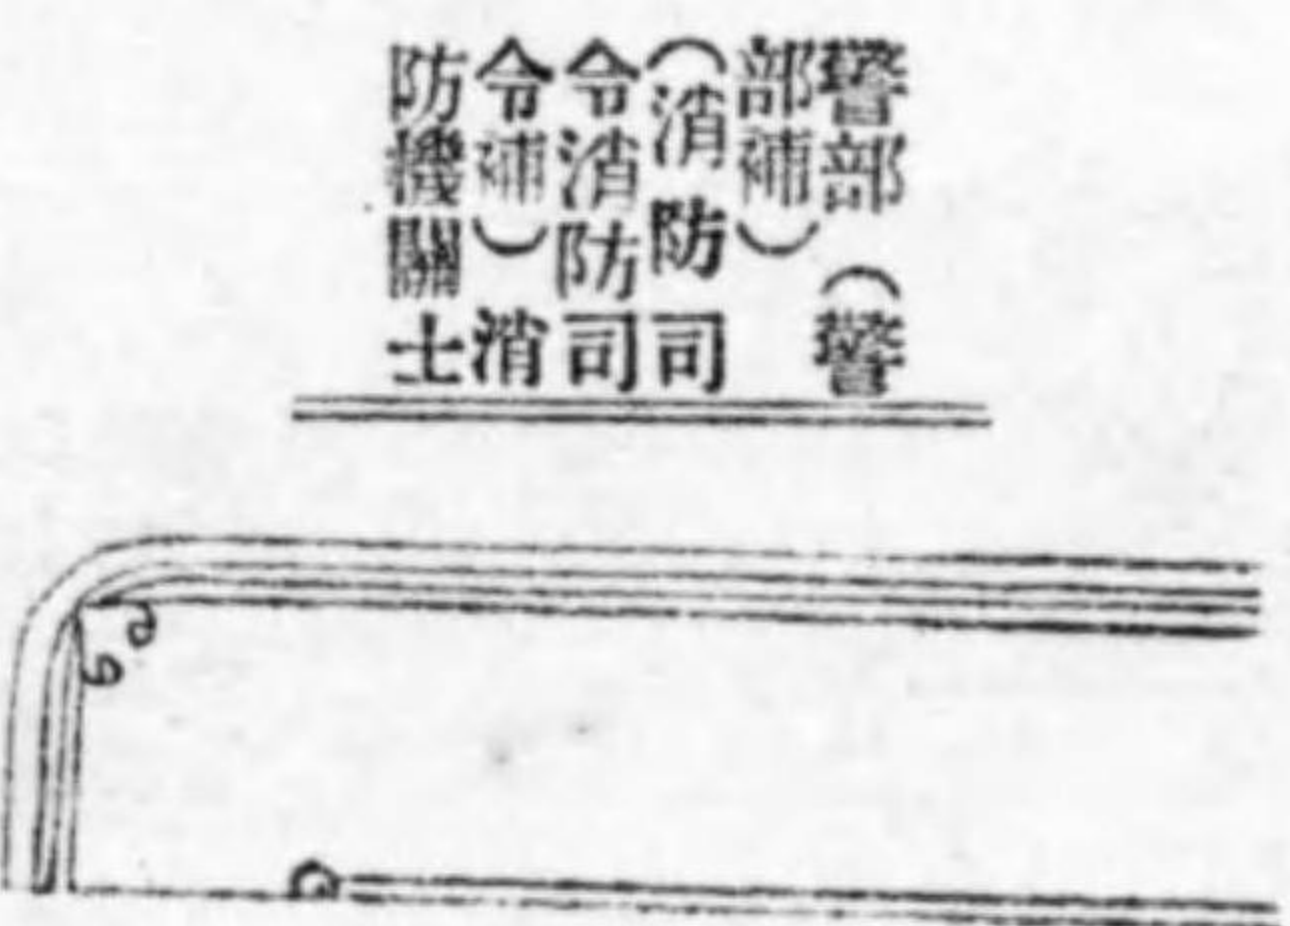 警部（警
部補）
（消防司
令消防司
令補）消
防機關士